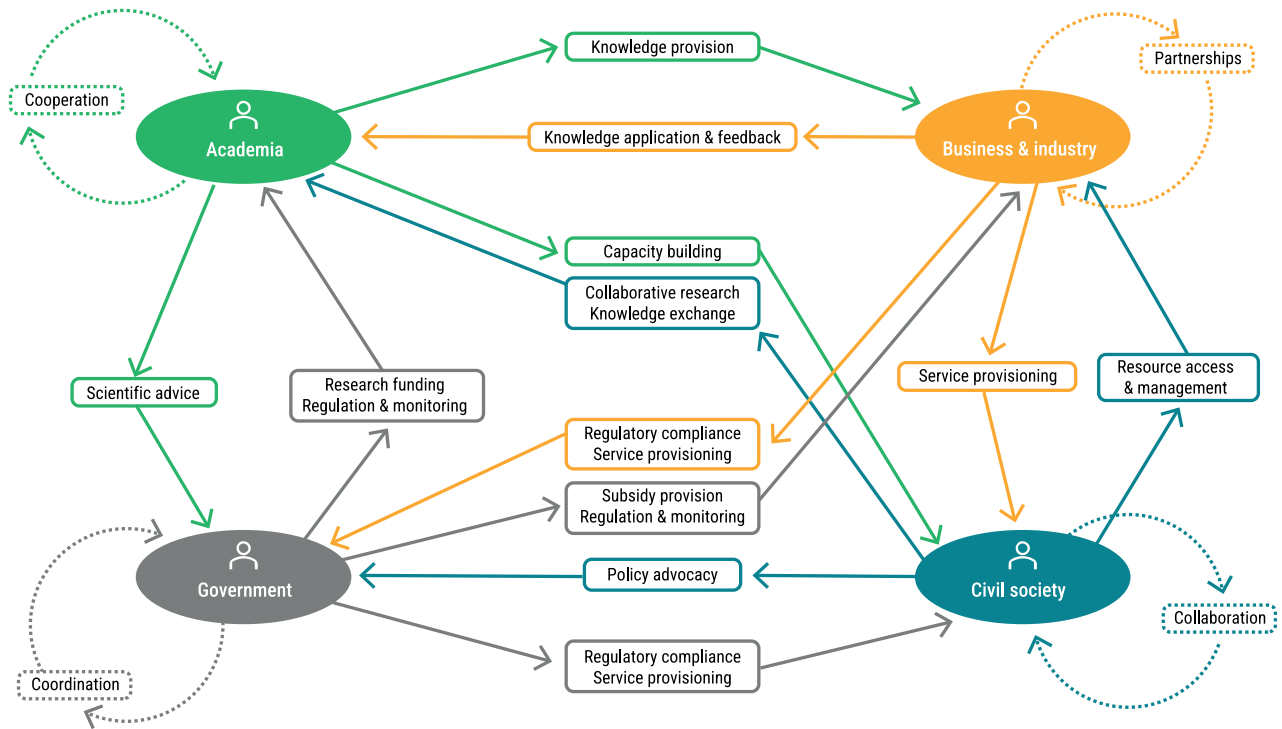 Knowledge provision
Partnerships
Cooperation
Academia
Knowledge application & feedback
Business & industry
Capacity building
Collaborative research
Knowledge exchange
Scientific advice
Research funding
Regulation & monitoring
Service provisioning
Resource access
& management
Regulatory compliance
Service provisioning
Subsidy provision
Regulation & monitoring
Government
Policy advocacy
Civil society
Collaboration
Regulatory compliance
Service provisioning
Coordination